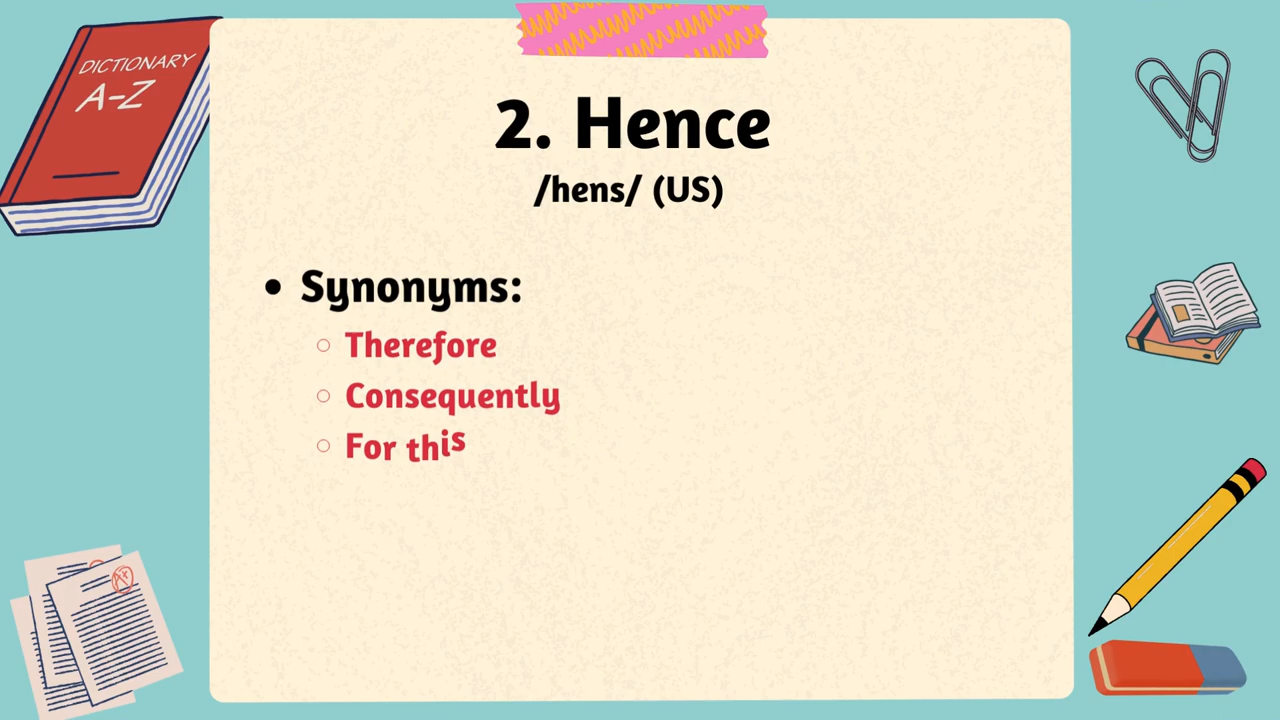 DICTIONARY
A-Z
2. Hence
/hens/ (US)
• Synonyms:
○ Therefore
○ Consequently
○ For this
A+